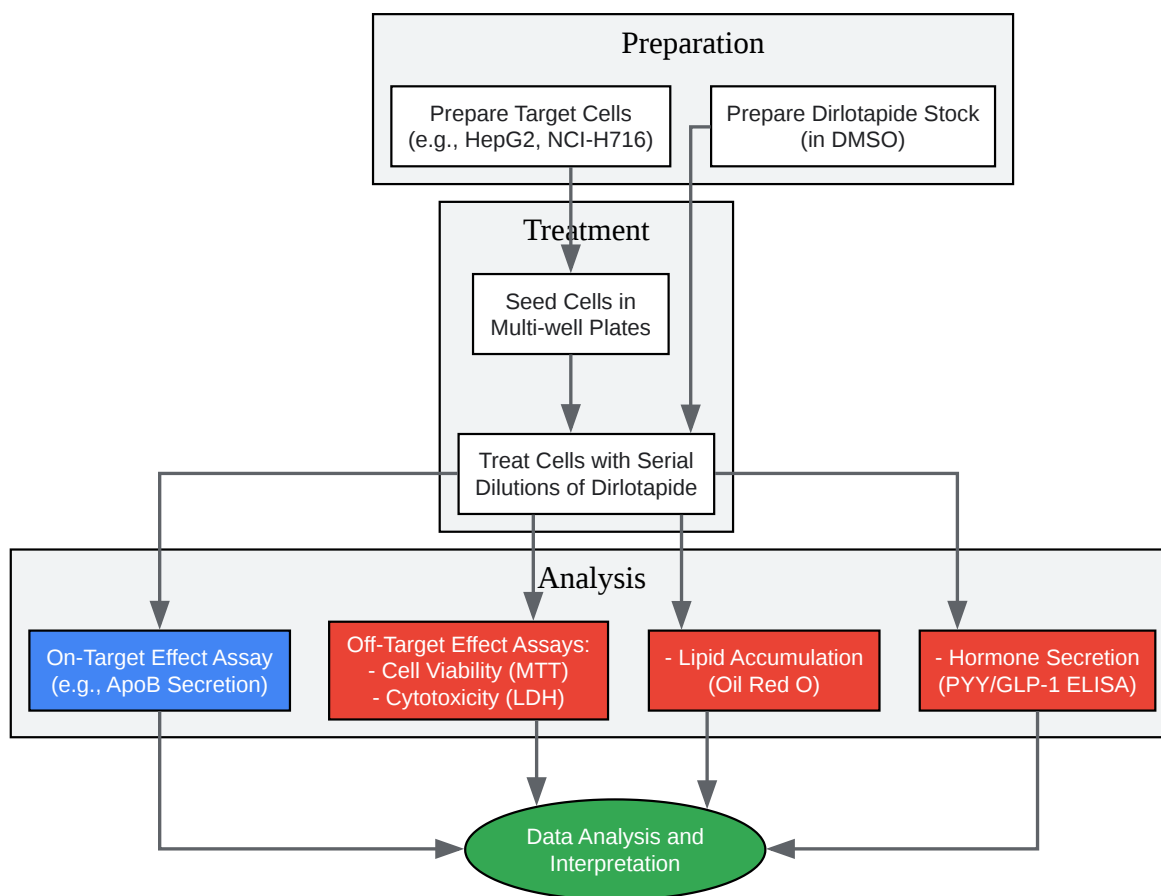 Preparation
Prepare Target Cells
(e.g., HepG2, NCI-H716)
Prepare Dirlotapide Stock
(in DMSO)
Treatment
Seed Cells in
Multi-well Plates
Treat Cells with Serial
Dilutions of Dirlotapide
Analysis
On-Target Effect Assay
(e.g., ApoB Secretion)
Off-Target Effect Assays:
- Cell Viability (MTT)
- Cytotoxicity (LDH)
- Lipid Accumulation
(Oil Red O)
- Hormone Secretion
(PYY/GLP-1 ELISA)
Data Analysis and
Interpretation